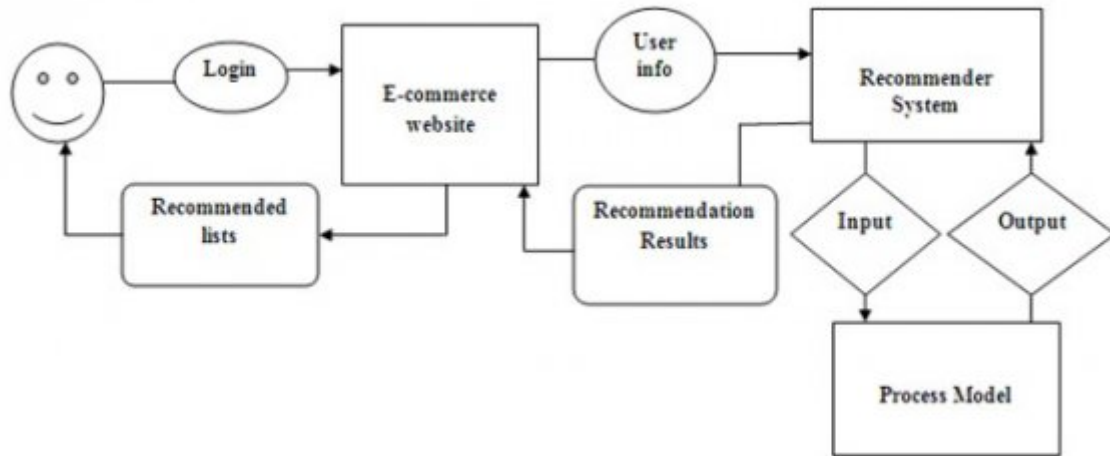 Login
E-commerce
website
User
info
Recommender
System
Recommended
lists
Recommendation
Results
Input
Output
Process Model